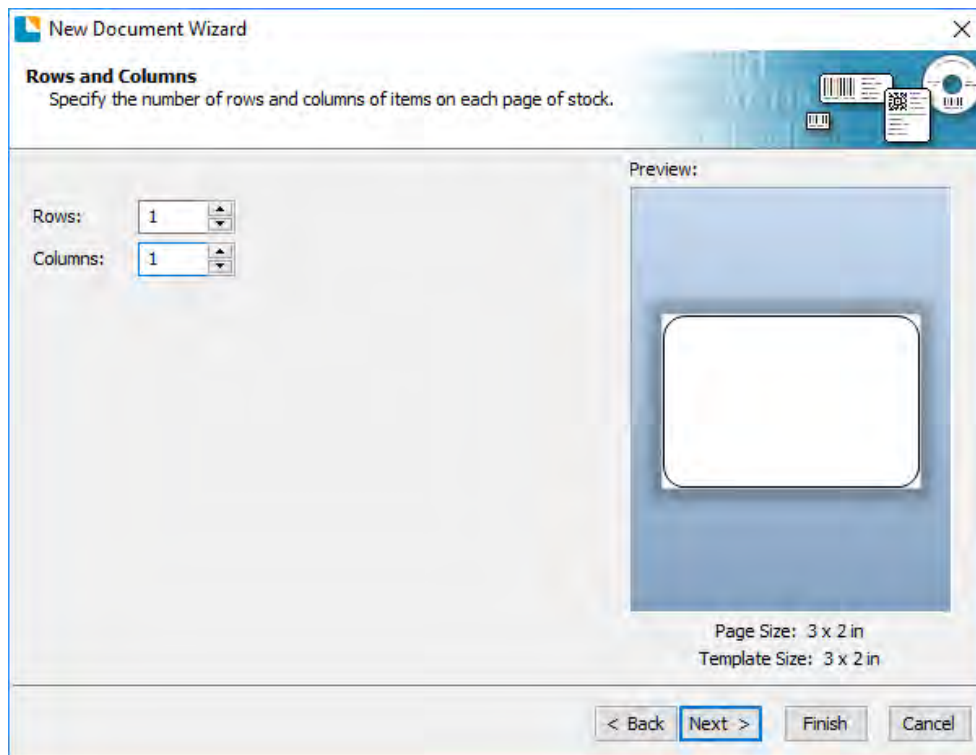 New Document Wizard
Rows and Columns
Specify the number of rows and columns of items on each page of stock.
Preview:
Rows: 1
Columns: 1
Page Size: 3 x 2 in
Template Size: 3 x 2 in
< Back Next > Finish Cancel